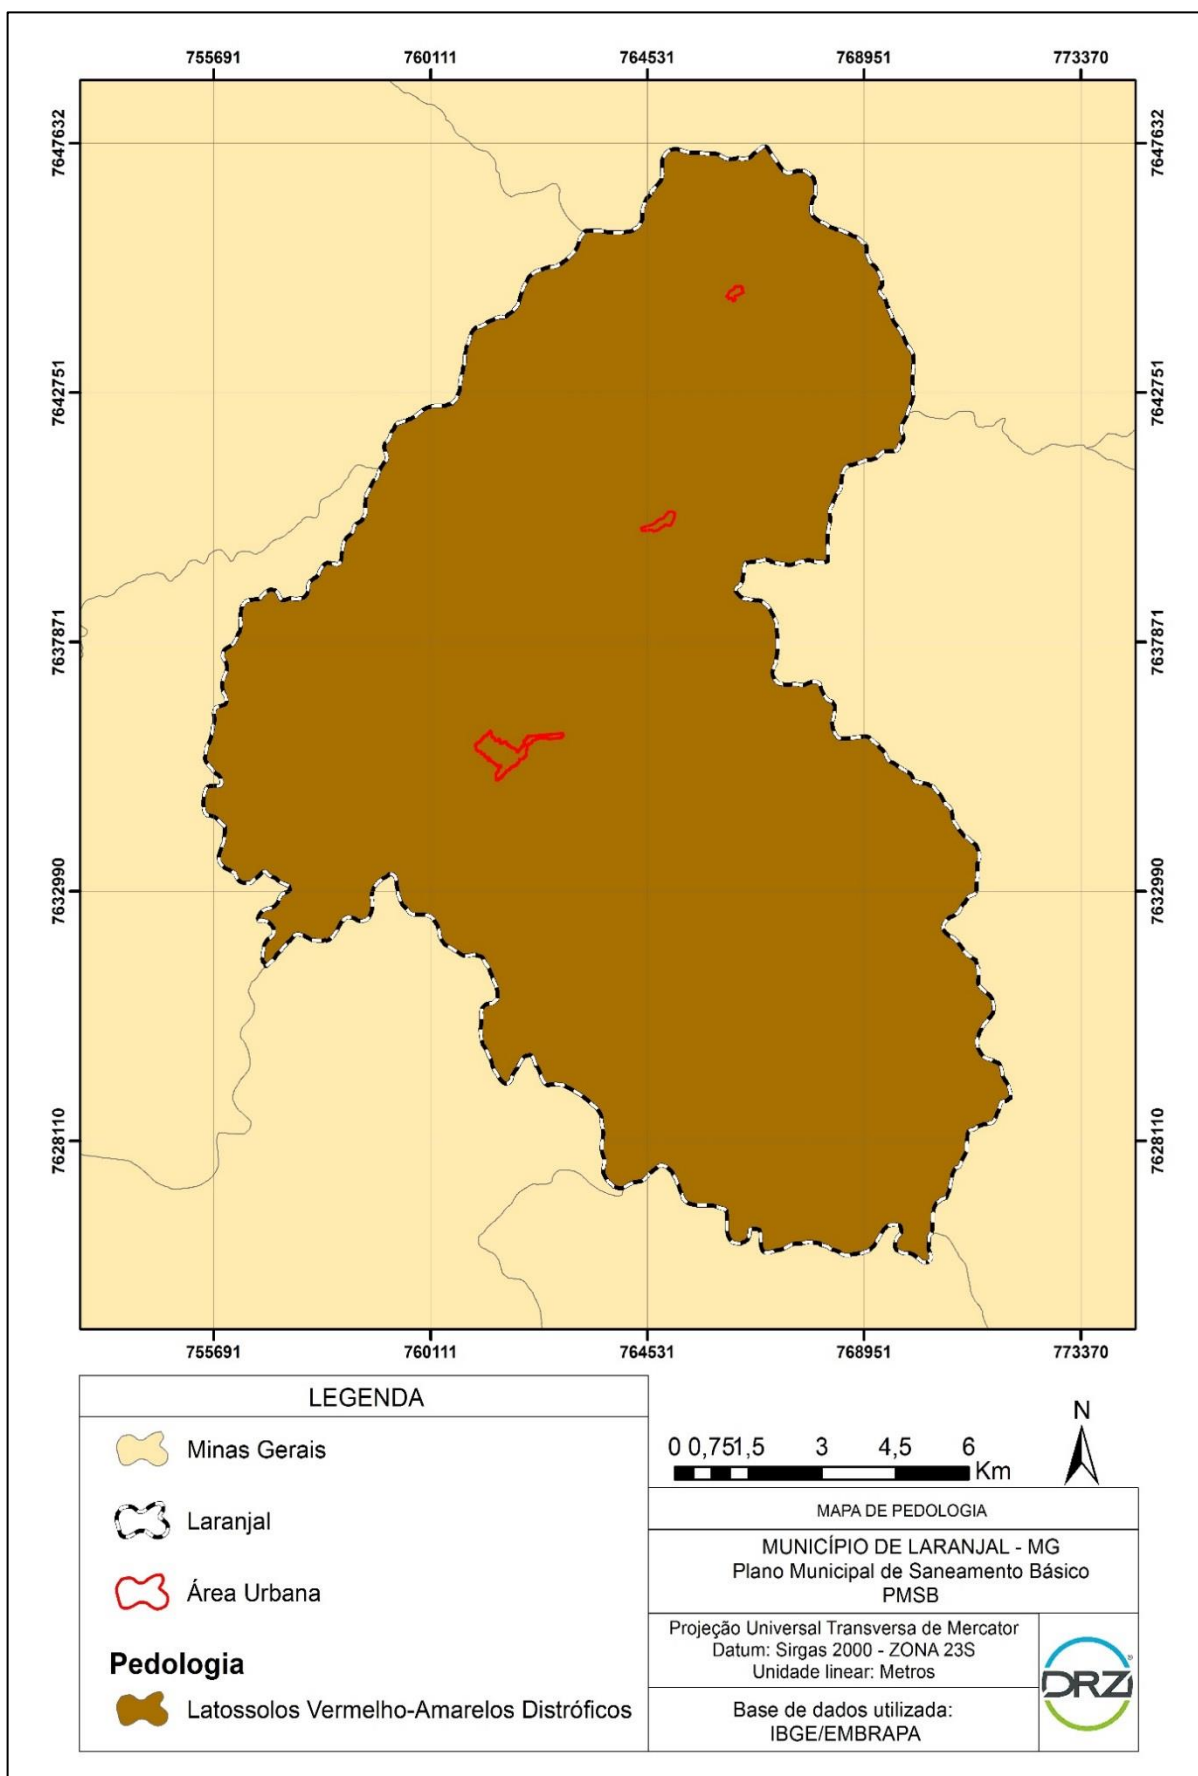 755691 760111 764531 768951 773370
7647632 7647632
7642751 7642751
7637871 7637871
7632990 7632990
7628110 7628110
755691 760111 764531 768951 773370
LEGENDA
Minas Gerais
Laranjal
Área Urbana
Pedologia
Latossolos Vermelho-Amarelos Distróficos
0 0,75 1,5 3 4,5 6
Km
N
MAPA DE PEDOLOGIA
MUNICÍPIO DE LARANJAL - MG
Plano Municipal de Saneamento Básico
PMSB
Projeção Universal Transversa de Mercator
Datum: Sirgas 2000 - ZONA 23S
Unidade linear: Metros
Base de dados utilizada:
IBGE/EMBRAPA
DRZ®